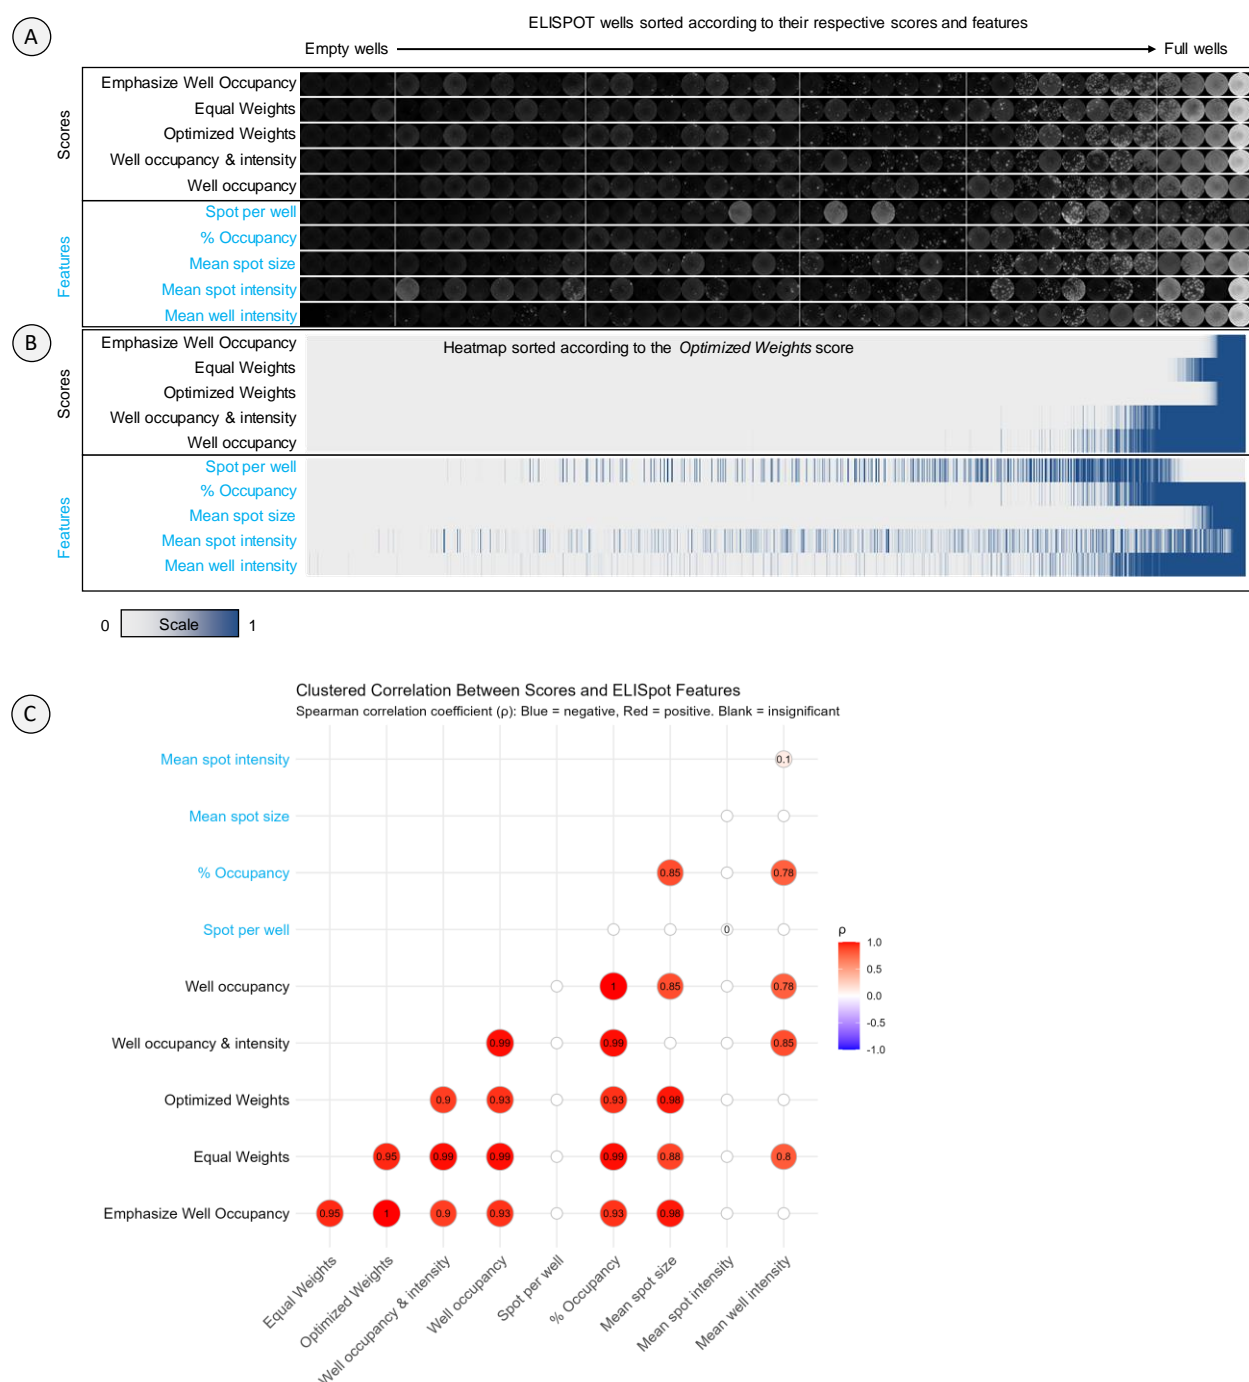 A
ELISPOT wells sorted according to their respective scores and features
Empty wells
Full wells
Scores
Emphasize Well Occupancy
Equal Weights
Optimized Weights
Well occupancy & intensity
Well occupancy
Features
Spot per well
% Occupancy
Mean spot size
Mean spot intensity
Mean well intensity
B
Heatmap sorted according to the Optimized Weights score
Scores
Emphasize Well Occupancy
Equal Weights
Optimized Weights
Well occupancy & intensity
Well occupancy
Features
Spot per well
% Occupancy
Mean spot size
Mean spot intensity
Mean well intensity
0 Scale 1
C
Clustered Correlation Between Scores and ELISpot Features
Spearman correlation coefficient (ρ): Blue = negative, Red = positive. Blank = insignificant
Mean spot intensity 0.1
Mean spot size
% Occupancy 0.85 0.78
Spot per well 0
Well occupancy 1 0.85 0.78
Well occupancy & intensity 0.99 0.99 0.85
Optimized Weights 0.9 0.93 0.93 0.98
Equal Weights 0.95 0.99 0.99 0.99 0.88 0.8
Emphasize Well Occupancy 0.95 1 0.9 0.93 0.93 0.98
Equal Weights
Optimized Weights
Well occupancy & intensity
Well occupancy
Spot per well
% Occupancy
Mean spot size
Mean spot intensity
Mean well intensity
ρ
1.0
0.5
0.0
-0.5
-1.0